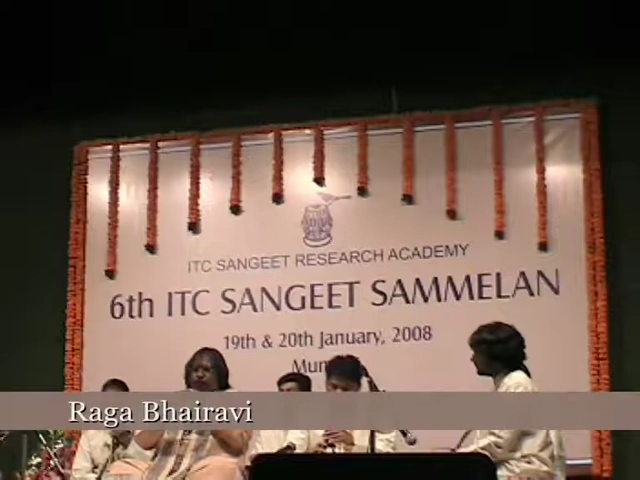 ITC SANGEET RESEARCH ACADEMY
6th ITC SANGEET SAMMELAN
19th & 20th January, 2008
Raga Bhairavi